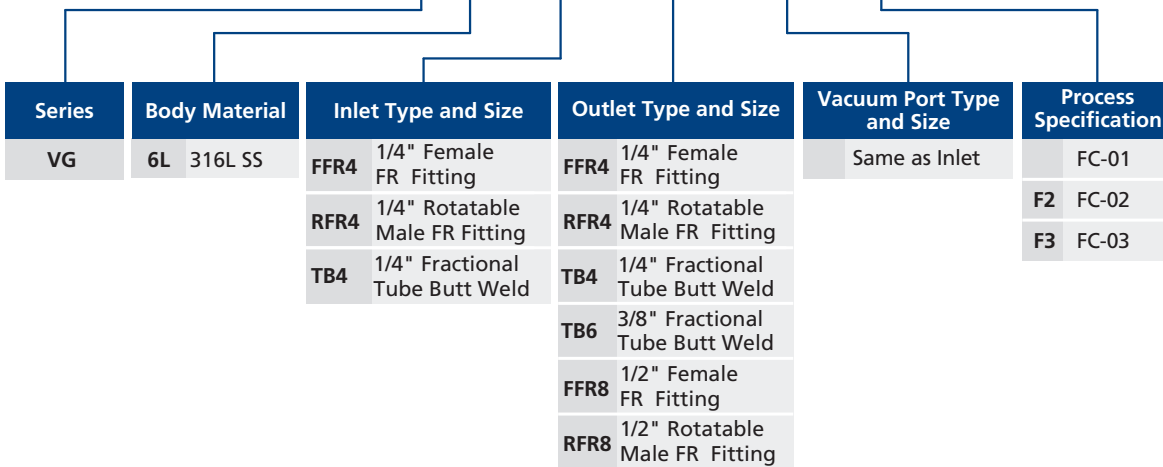 Series
VG
Body Material
6L 316L SS
Inlet Type and Size
FFR4 1/4" Female
FR Fitting
RFR4 1/4" Rotatable
Male FR Fitting
TB4 1/4" Fractional
Tube Butt Weld
Outlet Type and Size
FFR4 1/4" Female
FR Fitting
RFR4 1/4" Rotatable
Male FR Fitting
TB4 1/4" Fractional
Tube Butt Weld
TB6 3/8" Fractional
Tube Butt Weld
FFR8 1/2" Female
FR Fitting
RFR8 1/2" Rotatable
Male FR Fitting
Vacuum Port Type
and Size
Same as Inlet
Process
Specification
FC-01
F2 FC-02
F3 FC-03